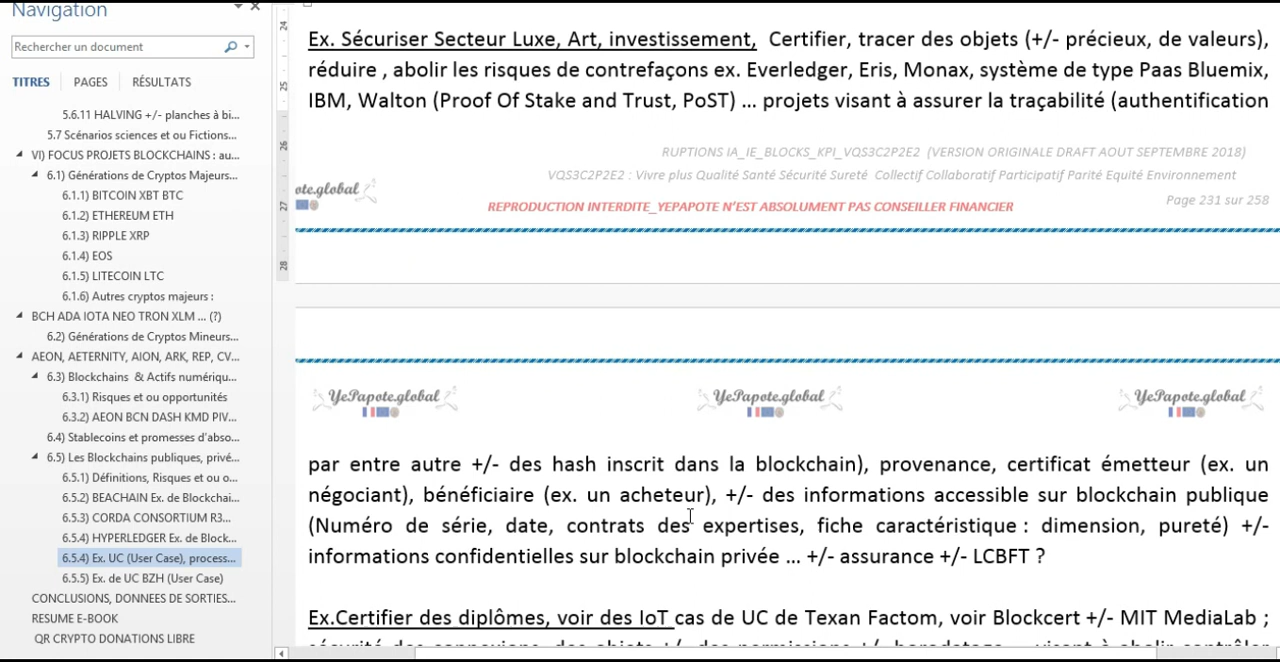 Navigation
Rechercher un document
TITRES PAGES RÉSULTATS
5.6.11 HALVING +/- planches à bi...
5.7 Scénarios sciences et ou Fictions...
VI) FOCUS PROJETS BLOCKCHAINS : au...
6.1) Générations de Cryptos Majeurs...
6.1.1) BITCOIN XBT BTC
6.1.2) ETHEREUM ETH
6.1.3) RIPPLE XRP
6.1.4) EOS
6.1.5) LITECOIN LTC
6.1.6) Autres cryptos majeurs :
BCH ADA IOTA NEO TRON XLM ... (?)
6.2) Générations de Cryptos Mineurs...
AEON, AETERNITY, AION, ARK, REP, CV...
6.3) Blockchains & Actifs numériqu...
6.3.1) Risques et ou opportunités
6.3.2) AEON BCN DASH KMD PIV...
6.4) Stablecoins et promesses d'abso...
6.5) Les Blockchains publiques, privé...
6.5.1) Définitions, Risques et ou o...
6.5.2) BEACHAIN Ex. de Blockchai...
6.5.3) CORDA CONSORTIUM R3...
6.5.4) HYPERLEDGER Ex. de Block...
6.5.4) Ex. UC (User Case), process...
6.5.5) Ex. de UC BZH (User Case)
CONCLUSIONS, DONNEES DE SORTIES...
RESUME E-BOOK
QR CRYPTO DONATIONS LIBRE
24
25
26
27
28
Ex. Sécuriser Secteur Luxe, Art, investissement, Certifier, tracer des objets (+/- précieux, de valeurs),
réduire , abolir les risques de contrefaçons ex. Everledger, Eris, Monax, système de type Paas Bluemix,
IBM, Walton (Proof Of Stake and Trust, PoST) ... projets visant à assurer la traçabilité (authentification
RUPTIONS IA_IE_BLOCKS_KPI_VQS3C2P2E2 (VERSION ORIGINALE DRAFT AOUT SEPTEMBRE 2018)
VQS3C2P2E2 : Vivre plus Qualité Santé Sécurité Sureté Collectif Collaboratif Participatif Parité Equité Environnement
ote.global
REPRODUCTION INTERDITE_YEPAPOTE N'EST ABSOLUMENT PAS CONSEILLER FINANCIER
Page 231 sur 258
YePapote.global YePapote.global YePapote.global
par entre autre +/- des hash inscrit dans la blockchain), provenance, certificat émetteur (ex. un
négociant), bénéficiaire (ex. un acheteur), +/- des informations accessible sur blockchain publique
(Numéro de série, date, contrats des expertises, fiche caractéristique : dimension, pureté) +/-
informations confidentielles sur blockchain privée ... +/- assurance +/- LCBFT ?
Ex.Certifier des diplômes, voir des IoT cas de UC de Texan Factom, voir Blockcert +/- MIT MediaLab ;